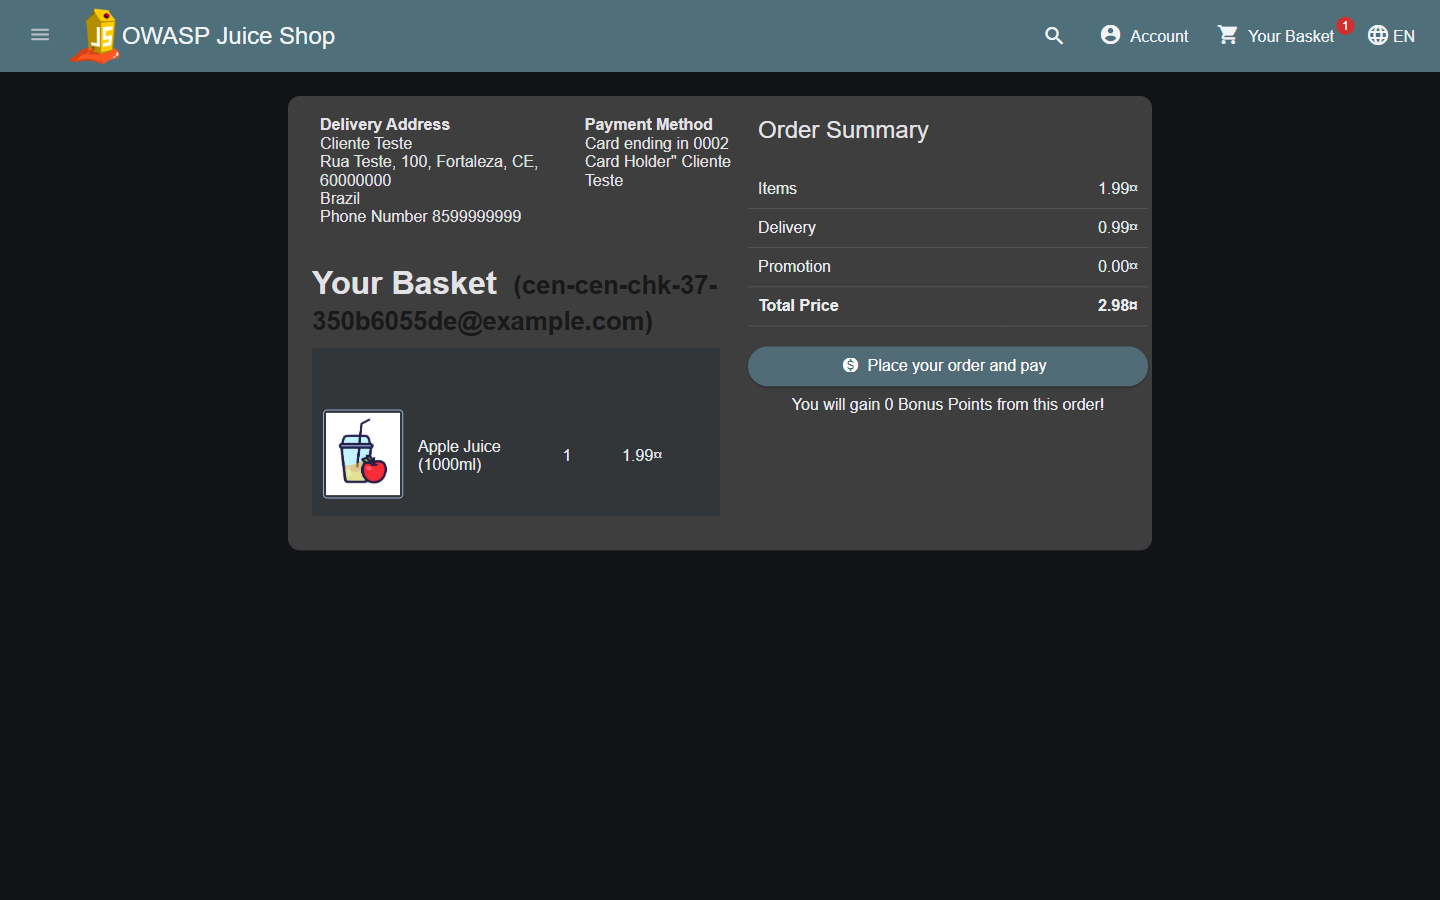 OWASP Juice Shop
Account
Your Basket
1
EN
Delivery Address
Cliente Teste
Rua Teste, 100, Fortaleza, CE,
60000000
Brazil
Phone Number 8599999999
Payment Method
Card ending in 0002
Card Holder" Cliente
Teste
Your Basket (cen-cen-chk-37-
350b6055de@example.com)
Apple Juice
(1000ml)
1
1.99¤
Order Summary
Items 1.99¤
Delivery 0.99¤
Promotion 0.00¤
Total Price 2.98¤
Place your order and pay
You will gain 0 Bonus Points from this order!